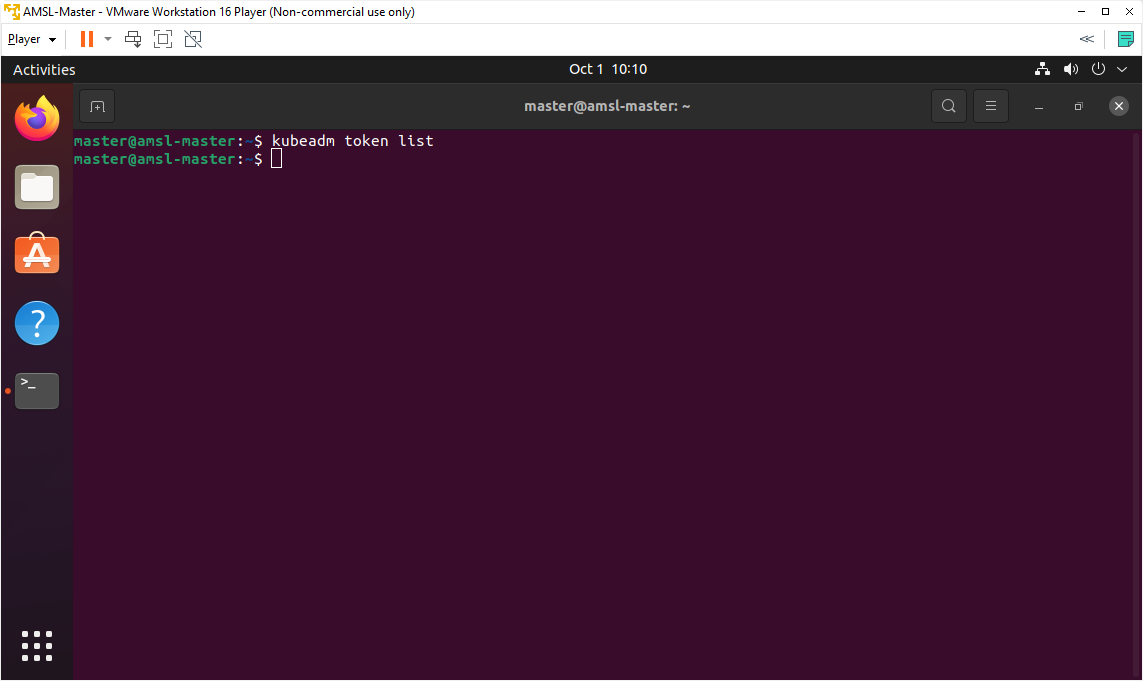 AMSL-Master - VMware Workstation 16 Player (Non-commercial use only)
Player
Activities
Oct 1 10:10
master@amsl-master: ~
master@amsl-master:~$ kubeadm token list
master@amsl-master:~$